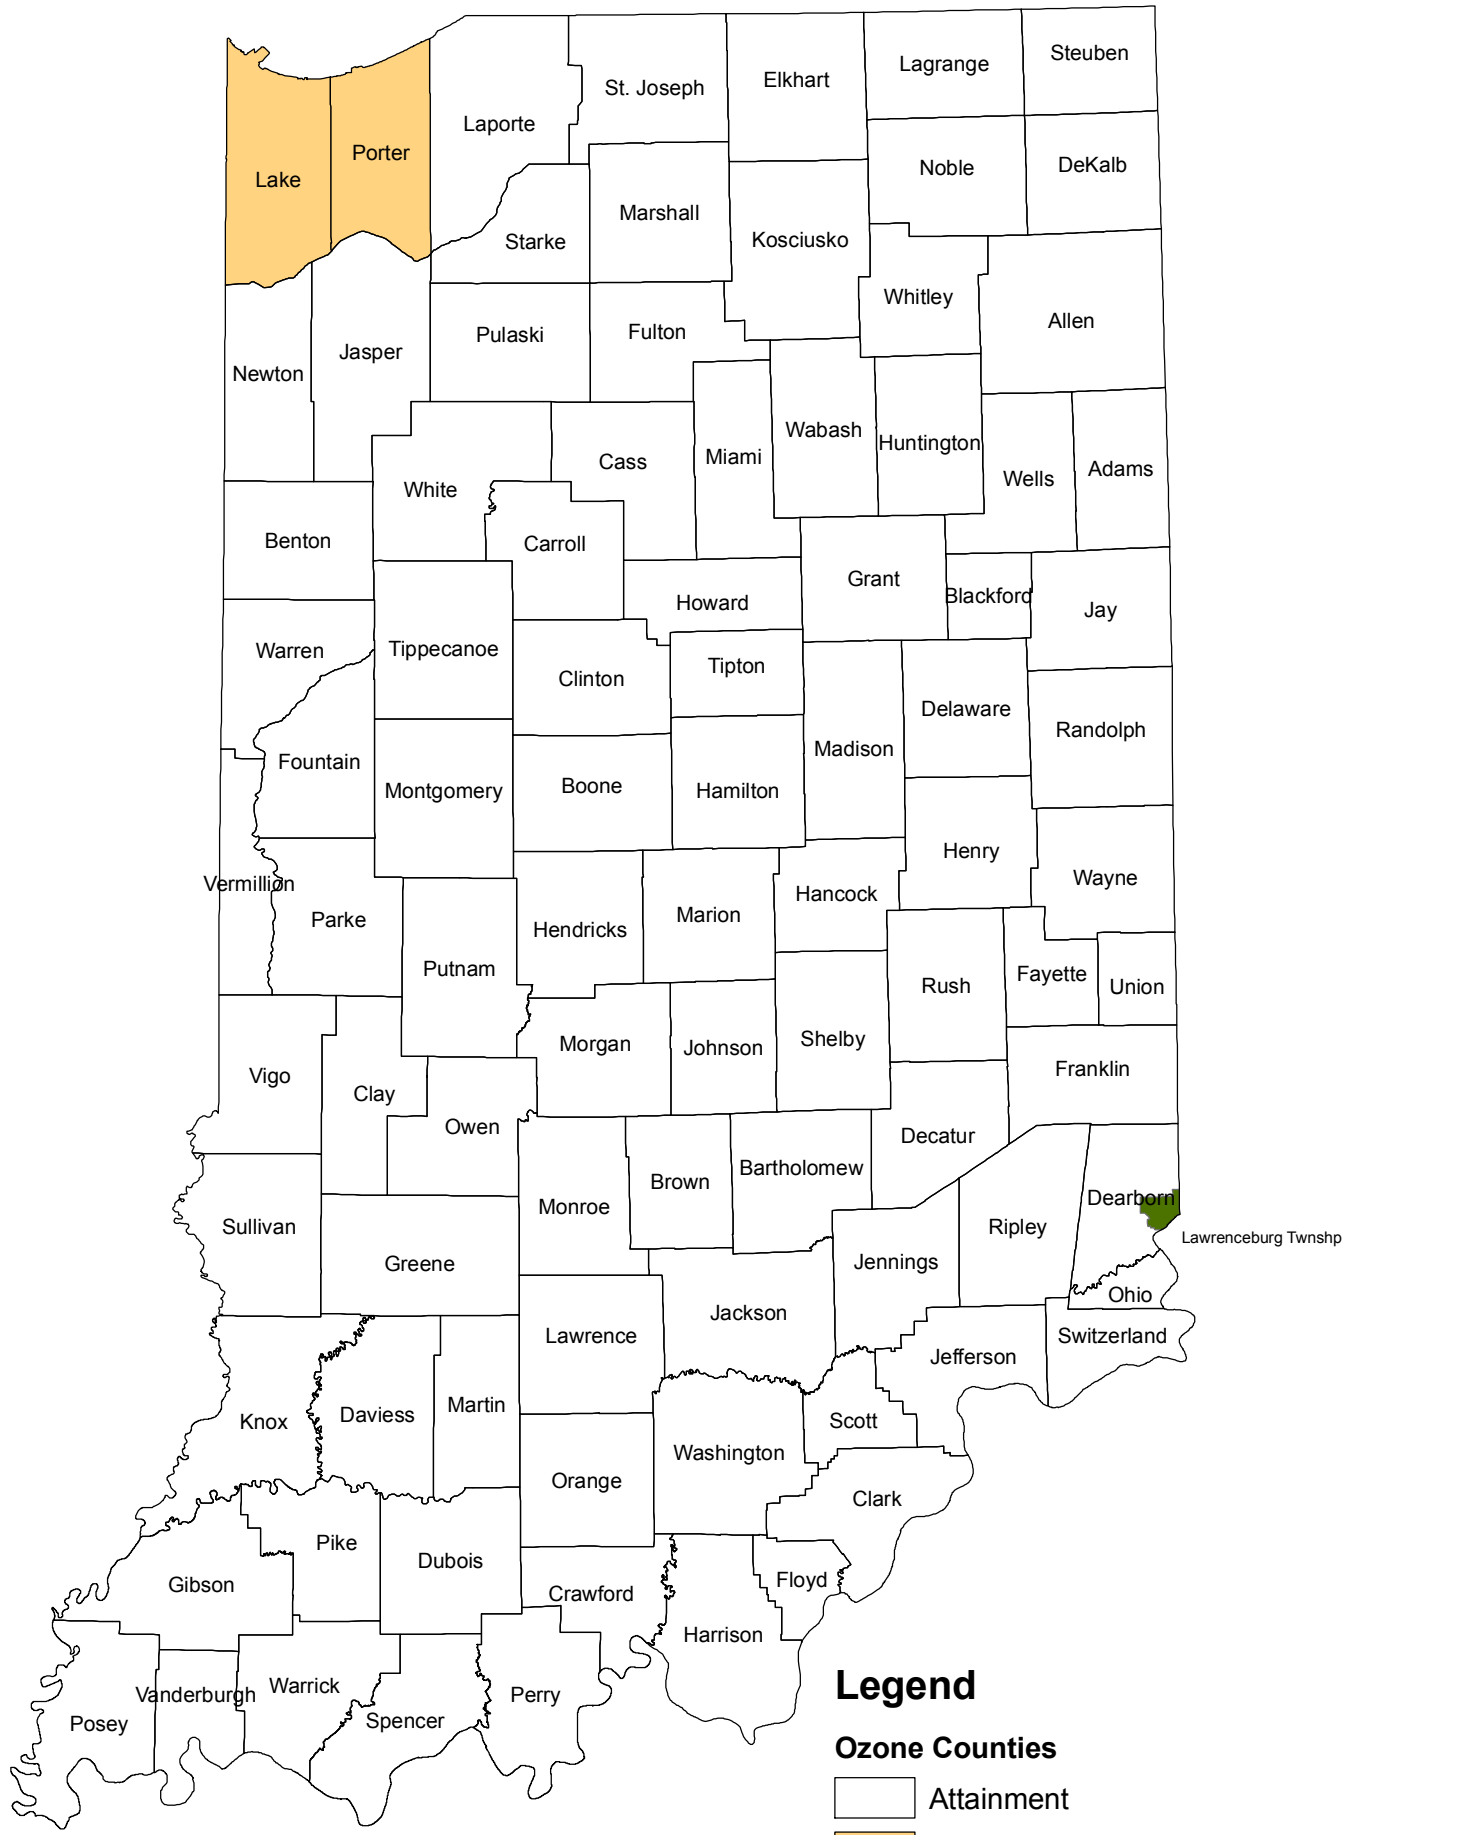 Steuben
Lagrange
Elkhart
St. Joseph
Laporte
Porter
Lake
DeKalb
Noble
Marshall
Kosciusko
Starke
Whitley
Allen
Fulton
Pulaski
Jasper
Newton
Wabash
Huntington
Miami
Cass
Adams
Wells
White
Benton
Carroll
Grant
Blackford
Howard
Jay
Tippecanoe
Warren
Tipton
Clinton
Delaware
Randolph
Madison
Fountain
Boone
Hamilton
Montgomery
Henry
Wayne
Vermillion
Hancock
Marion
Parke
Hendricks
Putnam
Fayette
Rush
Union
Shelby
Morgan
Johnson
Franklin
Vigo
Clay
Owen
Decatur
Bartholomew
Brown
Dearborn
Monroe
Sullivan
Ripley
Lawrenceburg Twnshp
Greene
Jennings
Ohio
Jackson
Lawrence
Switzerland
Jefferson
Martin
Daviess
Knox
Scott
Washington
Orange
Clark
Pike
Dubois
Gibson
Floyd
Crawford
Harrison
Warrick
Vanderburgh
Perry
Spencer
Posey
Legend
Ozone Counties
Attainment